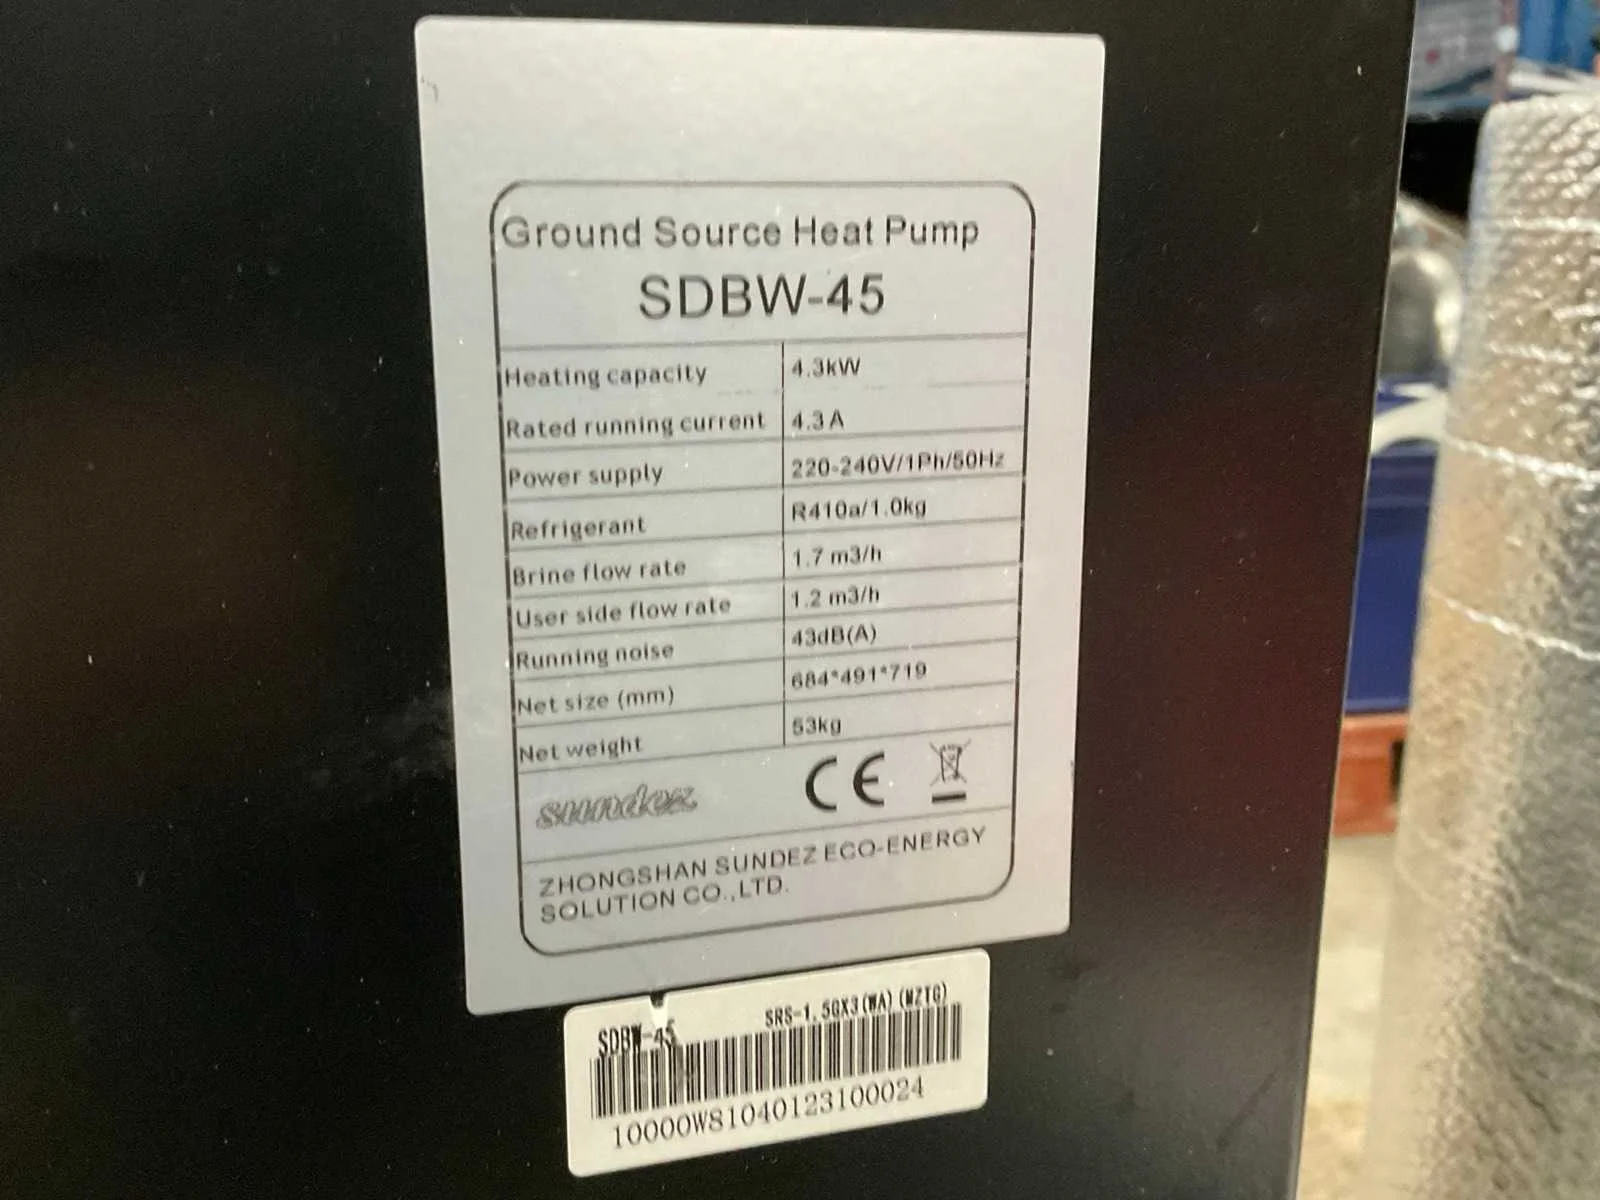 Ground Source Heat Pump
SDBW-45
Heating capacity 4.3kW
Rated running current 4.3 A
Power supply 220-240V/1Ph/50Hz
Refrigerant R410a/1.0kg
Brine flow rate 1.7 m3/h
User side flow rate 1.2 m3/h
Running noise 43dB(A)
Net size (mm) 684*491*719
Net weight 53kg
sundez CE
ZHONGSHAN SUNDEZ ECO-ENERGY
SOLUTION CO.,LTD.
SDBW-45 SRS-1.5GX3(WA)(MZTG)
10000W81040123100024